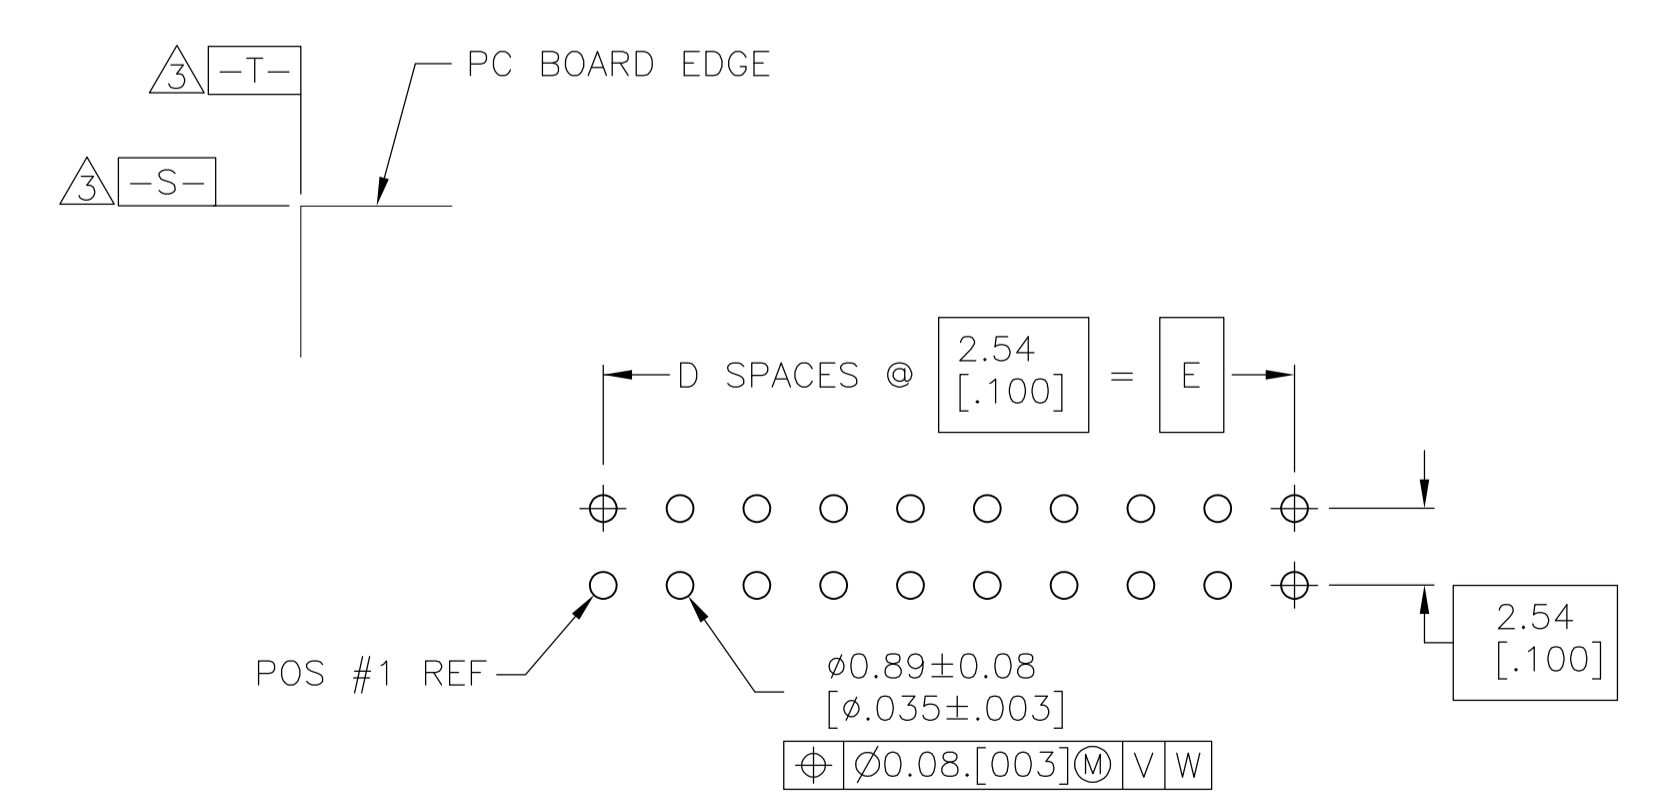 3 -T-
PC BOARD EDGE
3 -S-
D SPACES @ 2.54 [.100] = E
2.54
[.100]
POS #1 REF
ø0.89±0.08
[ø.035±.003]
⌖ Ø0.08.[003]Ⓜ V W